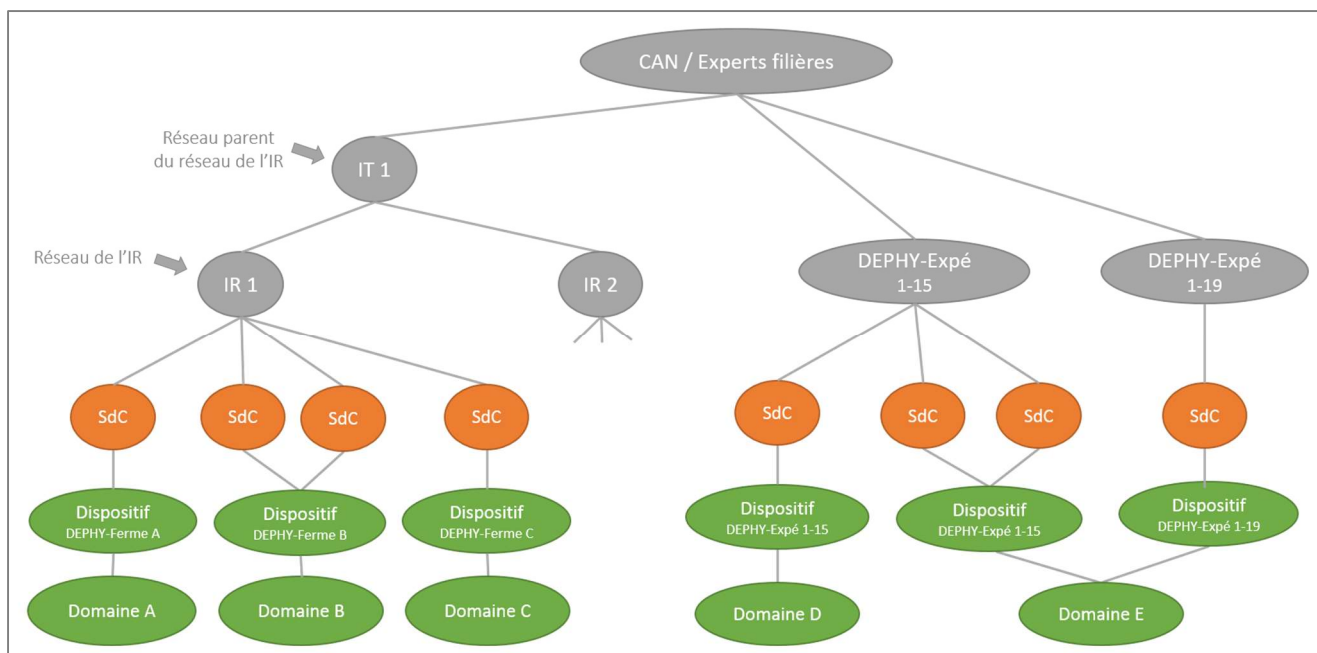 CAN / Experts filières
Réseau parent
du réseau de l'IR
IT 1
Réseau de l'IR
IR 1
IR 2
DEPHY-Expé
1-15
DEPHY-Expé
1-19
SdC
SdC
SdC
SdC
SdC
SdC
SdC
SdC
Dispositif
DEPHY-Ferme A
Dispositif
DEPHY-Ferme B
Dispositif
DEPHY-Ferme C
Dispositif
DEPHY-Expé 1-15
Dispositif
DEPHY-Expé 1-15
Dispositif
DEPHY-Expé 1-19
Domaine A
Domaine B
Domaine C
Domaine D
Domaine E